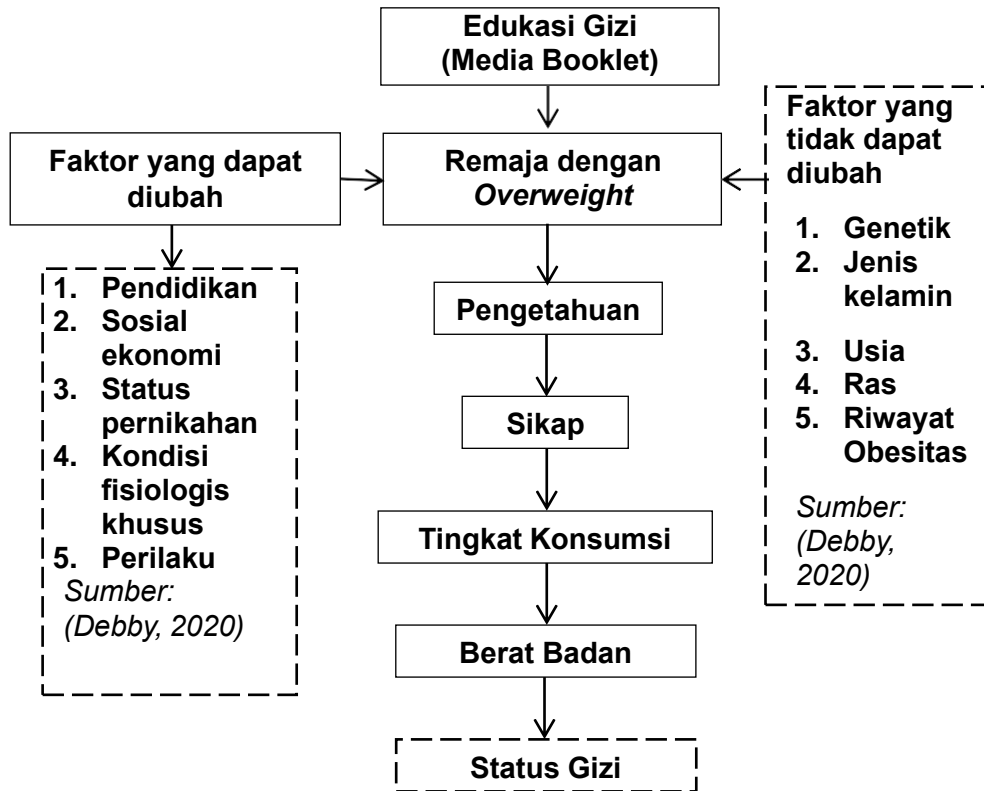 Edukasi Gizi
(Media Booklet)
Faktor yang dapat
diubah
Remaja dengan
Overweight
Faktor yang
tidak dapat
diubah
1. Genetik
2. Jenis
kelamin
3. Usia
4. Ras
5. Riwayat
Obesitas
Sumber:
(Debby,
2020)
1. Pendidikan
2. Sosial
ekonomi
3. Status
pernikahan
4. Kondisi
fisiologis
khusus
5. Perilaku
Sumber:
(Debby, 2020)
Pengetahuan
Sikap
Tingkat Konsumsi
Berat Badan
Status Gizi